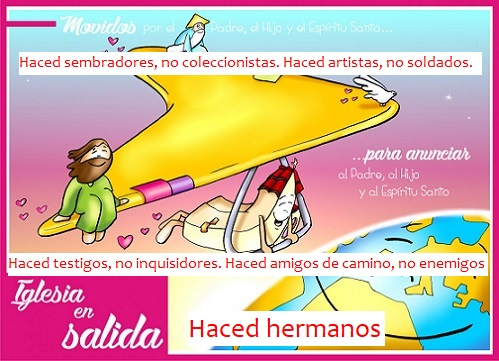 Movidos por el Padre, al Hijo y el Espíritu Santo...
Haced sembradores, no coleccionistas. Haced artistas, no soldados.
...para anunciar
al Padre, al Hijo
y al Espíritu Santo
Haced testigos, no inquisidores. Haced amigos de camino, no enemigos
Iglesia
en
salida
Haced hermanos